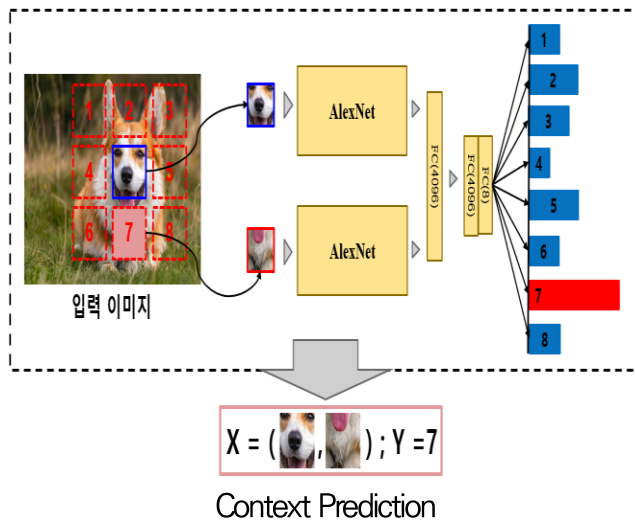 1 2 3
4 5
6 7 8
입력 이미지
AlexNet
AlexNet
FC(4096)
FC(4096)
FC(8)
1
2
3
4
5
6
7
8
X = ( , ) ; Y =7
Context Prediction